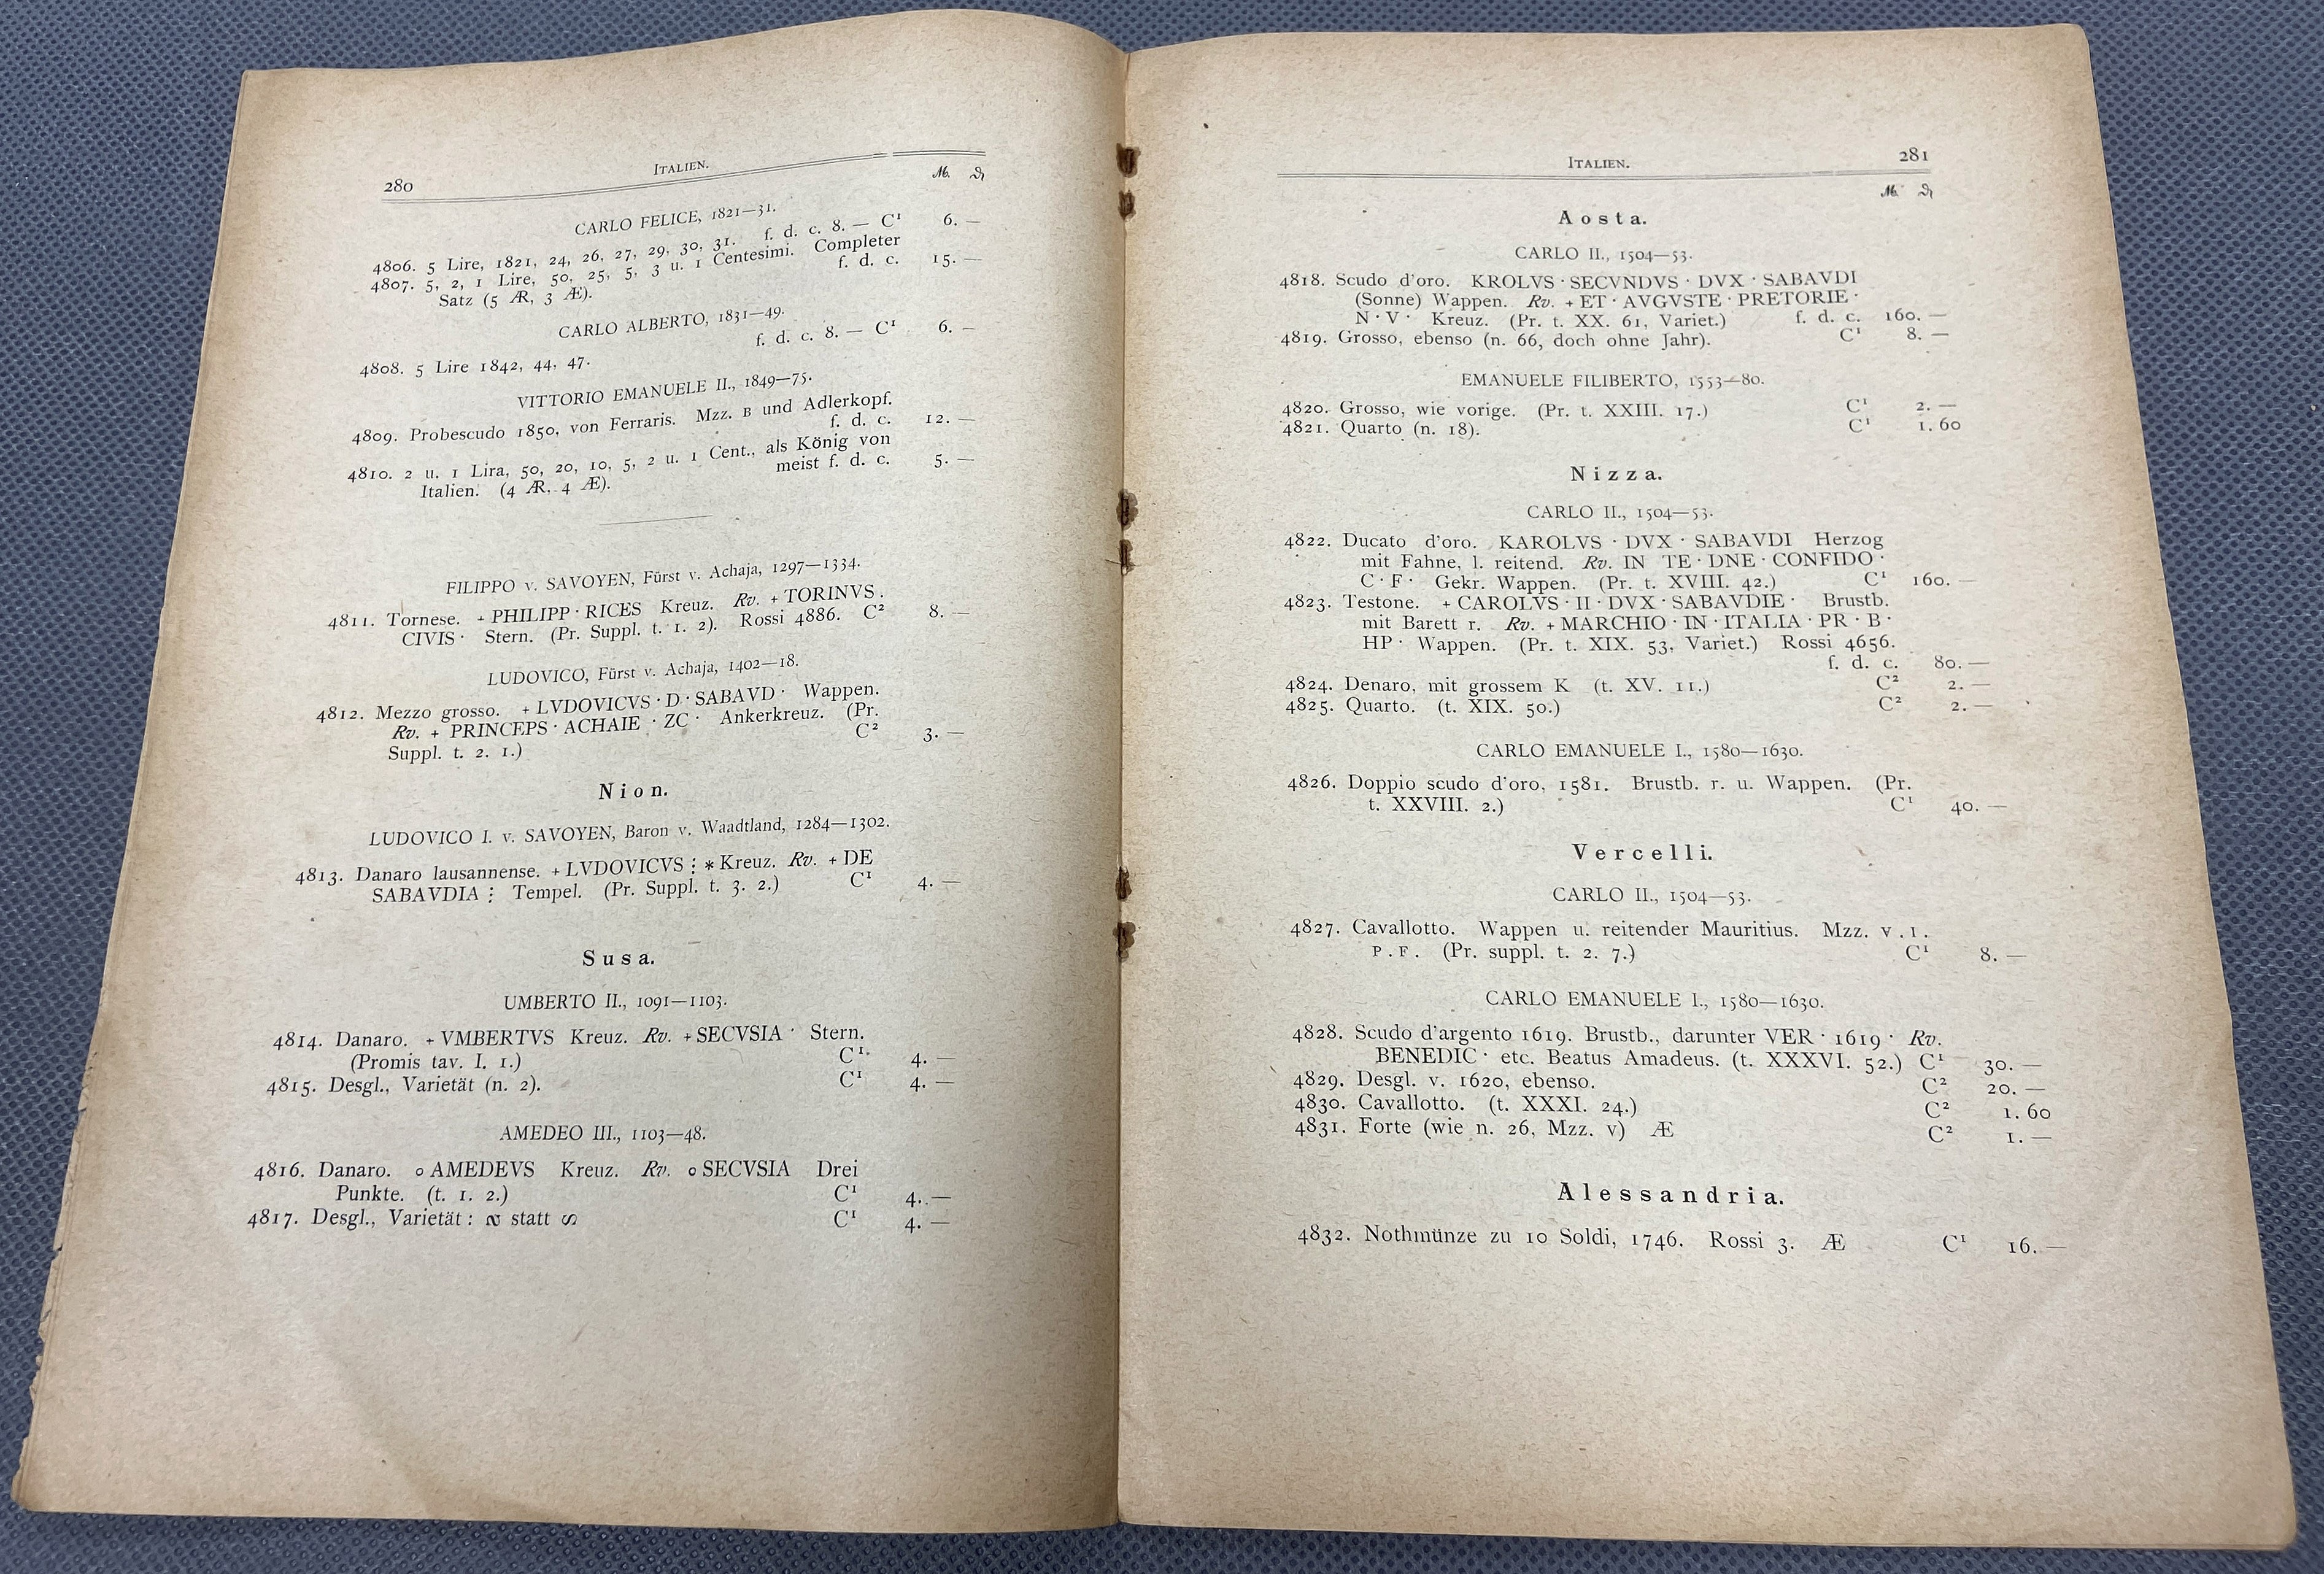 280
ITALIEN.
M. ₰
CARLO FELICE, 1821—31.
4806. 5 Lire, 1821, 24, 26, 27, 29, 30, 31. f. d. c. 8. — C¹ 6. —
4807. 5, 2, 1 Lire, 50, 25, 5, 3 u. 1 Centesimi. Completer
Satz (5 Æ, 3 Æ). f. d. c. 15. —
CARLO ALBERTO, 1831—49.
4808. 5 Lire 1842, 44, 47. f. d. c. 8. — C¹ 6. —
VITTORIO EMANUELE II., 1849—75.
4809. Probescudo 1850, von Ferraris. Mzz. B und Adlerkopf.
f. d. c. 12. —
4810. 2 u. 1 Lira, 50, 20, 10, 5, 2 u. 1 Cent., als König von
Italien. (4 Æ, 4 Æ). meist f. d. c. 5. —
FILIPPO v. SAVOYEN, Fürst v. Achaja, 1297—1334.
4811. Tornese. + PHILIPP · RICES Kreuz. Rv. + TORINVS .
CIVIS · Stern. (Pr. Suppl. t. 1. 2). Rossi 4886. C² 8. —
LUDOVICO, Fürst v. Achaja, 1402—18.
4812. Mezzo grosso. + LVDOVICVS · D · SABAVD · Wappen.
Rv. + PRINCEPS · ACHAIE · ZC · Ankerkreuz. (Pr.
Suppl. t. 2. 1.) C² 3. —
Nion.
LUDOVICO I. v. SAVOYEN, Baron v. Waadtland, 1284—1302.
4813. Danaro lausannense. + LVDOVICVS ⋮ * Kreuz. Rv. + DE
SABAVDIA ⋮ Tempel. (Pr. Suppl. t. 3. 2.) C¹ 4. —
Susa.
UMBERTO II., 1091—1103.
4814. Danaro. + VMBERTVS Kreuz. Rv. + SECVSIA · Stern.
(Promis tav. I. 1.) C¹. 4. —
4815. Desgl., Varietät (n. 2). C¹ 4. —
AMEDEO III., 1103—48.
4816. Danaro. o AMEDEVS Kreuz. Rv. o SECVSIA Drei
Punkte. (t. 1. 2.) C¹ 4. —
4817. Desgl., Varietät: statt ᔕ C¹ 4. —
ITALIEN.
281
M. ₰
Aosta.
CARLO II., 1504—53.
4818. Scudo d'oro. KROLVS · SECVNDVS · DVX · SABAVDI
(Sonne) Wappen. Rv. + ET · AVGVSTE · PRETORIE ·
N · V · Kreuz. (Pr. t. XX. 61, Variet.) f. d. c. 160. —
4819. Grosso, ebenso (n. 66, doch ohne Jahr). C¹ 8. —
EMANUELE FILIBERTO, 1553—80.
4820. Grosso, wie vorige. (Pr. t. XXIII. 17.) C¹ 2. —
4821. Quarto (n. 18). C¹ 1. 60
Nizza.
CARLO II., 1504—53.
4822. Ducato d'oro. KAROLVS · DVX · SABAVDI Herzog
mit Fahne, l. reitend. Rv. IN TE · DNE · CONFIDO ·
C · F · Gekr. Wappen. (Pr. t. XVIII. 42.) C¹ 160. —
4823. Testone. + CAROLVS · II · DVX · SABAVDIE · Brustb.
mit Barett r. Rv. + MARCHIO · IN · ITALIA · PR · B ·
HP · Wappen. (Pr. t. XIX. 53, Variet.) Rossi 4656.
f. d. c. 80. —
4824. Denaro, mit grossem K (t. XV. 11.) C² 2. —
4825. Quarto. (t. XIX. 50.) C² 2. —
CARLO EMANUELE I., 1580—1630.
4826. Doppio scudo d'oro, 1581. Brustb. r. u. Wappen. (Pr.
t. XXVIII. 2.) C¹ 40. —
Vercelli.
CARLO II., 1504—53.
4827. Cavallotto. Wappen u. reitender Mauritius. Mzz. V . I .
P . F . (Pr. suppl. t. 2. 7.) C¹ 8. —
CARLO EMANUELE I., 1580—1630.
4828. Scudo d'argento 1619. Brustb., darunter VER · 1619 · Rv.
BENEDIC · etc. Beatus Amadeus. (t. XXXVI. 52.) C¹ 30. —
4829. Desgl. v. 1620, ebenso. C² 20. —
4830. Cavallotto. (t. XXXI. 24.) C² 1. 60
4831. Forte (wie n. 26, Mzz. V) Æ C² 1. —
Alessandria.
4832. Nothmünze zu 10 Soldi, 1746. Rossi 3. Æ C¹ 16. —